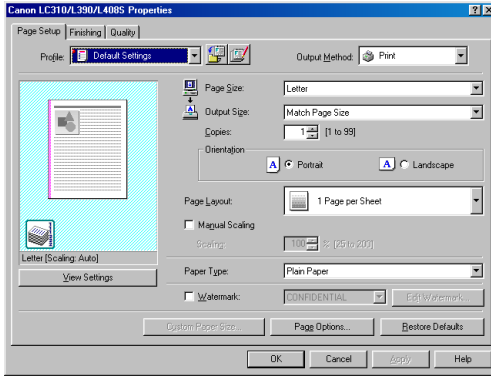 Canon LC310/L390/L408S Properties
Page Setup Finishing Quality
Profile: Default Settings Output Method: Print
Page Size: Letter
Output Size: Match Page Size
Copies: 1 [1 to 99]
Orientation
A Portrait A Landscape
Page Layout: 1 Page per Sheet
Manual Scaling
Scaling: 100 % [25 to 200]
Letter [Scaling: Auto]
View Settings
Paper Type: Plain Paper
Watermark: CONFIDENTIAL Edit Watermark...
Custom Paper Size... Page Options... Restore Defaults
OK Cancel Apply Help